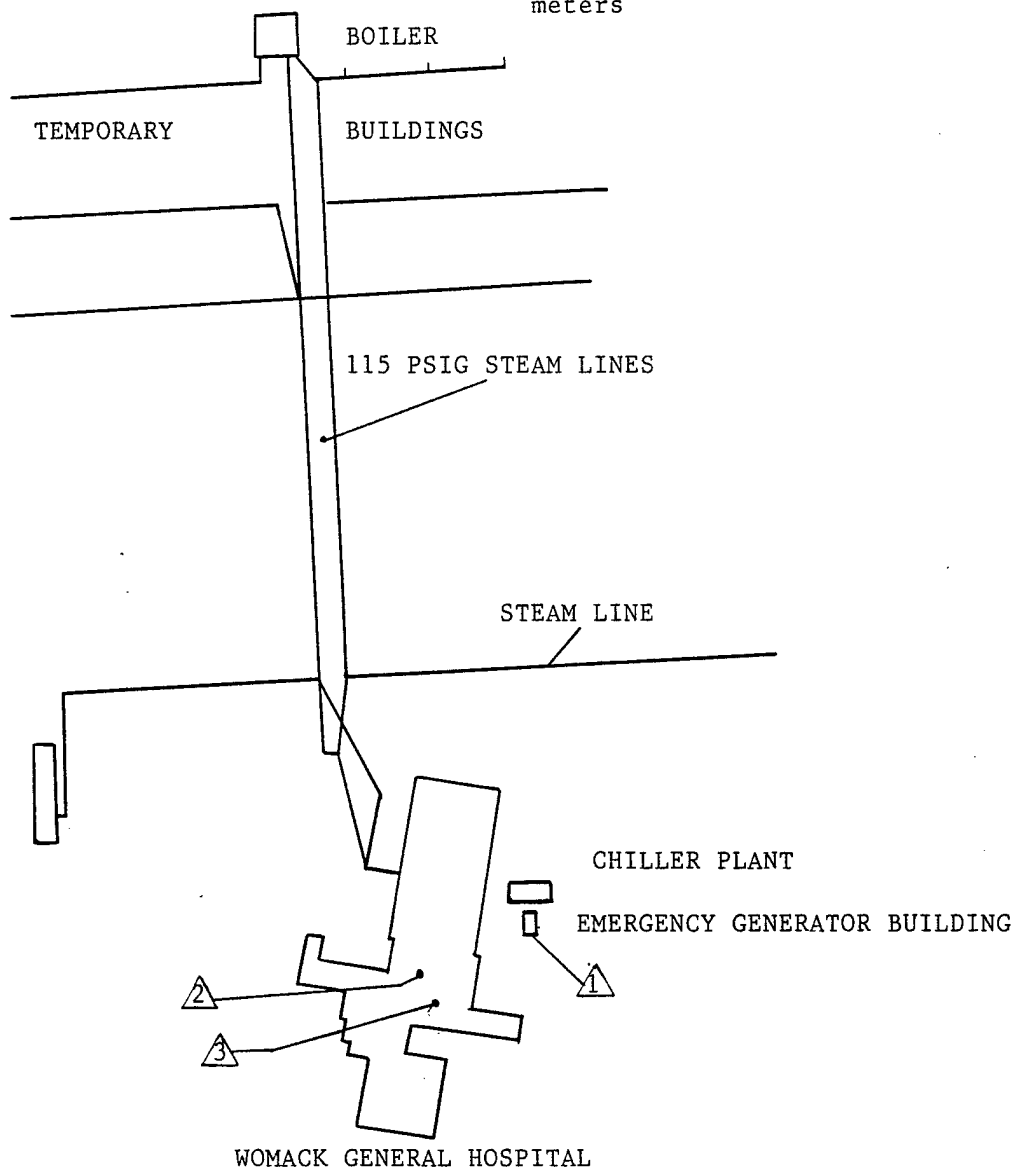 meters
BOILER
TEMPORARY BUILDINGS
115 PSIG STEAM LINES
STEAM LINE
CHILLER PLANT
EMERGENCY GENERATOR BUILDING
2
1
3
WOMACK GENERAL HOSPITAL